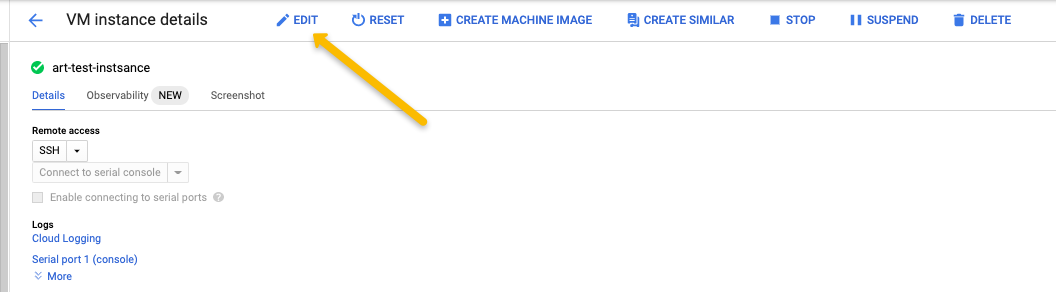 VM instance details EDIT RESET CREATE MACHINE IMAGE CREATE SIMILAR STOP SUSPEND DELETE
art-test-instsance
Details Observability NEW Screenshot
Remote access
SSH
Connect to serial console
Enable connecting to serial ports ?
Logs
Cloud Logging
Serial port 1 (console)
More